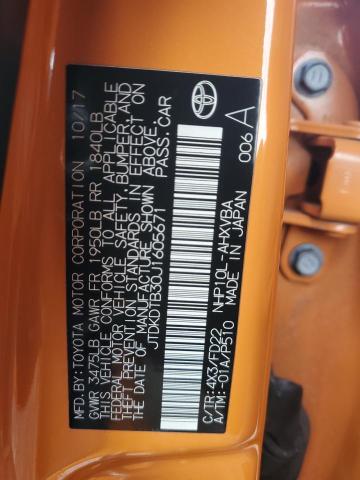 MFD.BY:TOYOTA MOTOR CORPORATION 10/17
GVWR 3475LB GAWR FR 1950LB RR 1840LB
THIS VEHICLE CONFORMS TO ALL APPLICABLE
FEDERAL MOTOR VEHICLE SAFETY, BUMPER, AND
THEFT PREVENTION STANDARDS IN EFFECT ON
THE DATE OF MANUFACTURE SHOWN ABOVE.
JTDKDTB30J1605671 PASS.CAR
C/TR:4X3/FD22 NHP10L-AHXVBA
A/TM:-01A/P510 MADE IN JAPAN 006 A
TOYOTA